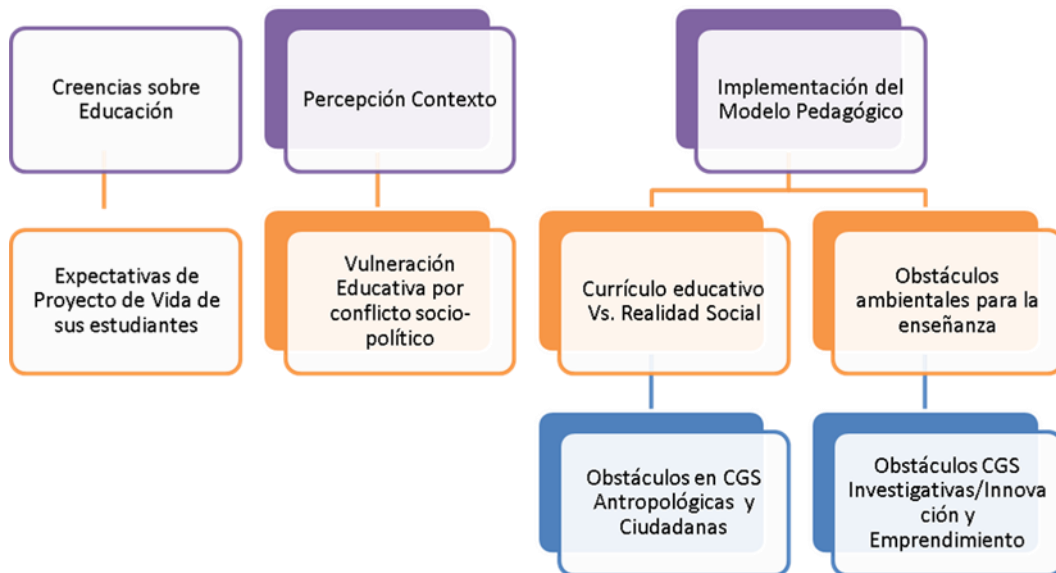 Creencias sobre
Educación
Percepción Contexto
Implementación del
Modelo Pedagógico
Expectativas de
Proyecto de Vida de
sus estudiantes
Vulneración
Educativa por
conflicto socio-
político
Currículo educativo
Vs. Realidad Social
Obstáculos
ambientales para la
enseñanza
Obstáculos en CGS
Antropológicas y
Ciudadanas
Obstáculos CGS
Investigativas/Innova
ción y
Emprendimiento